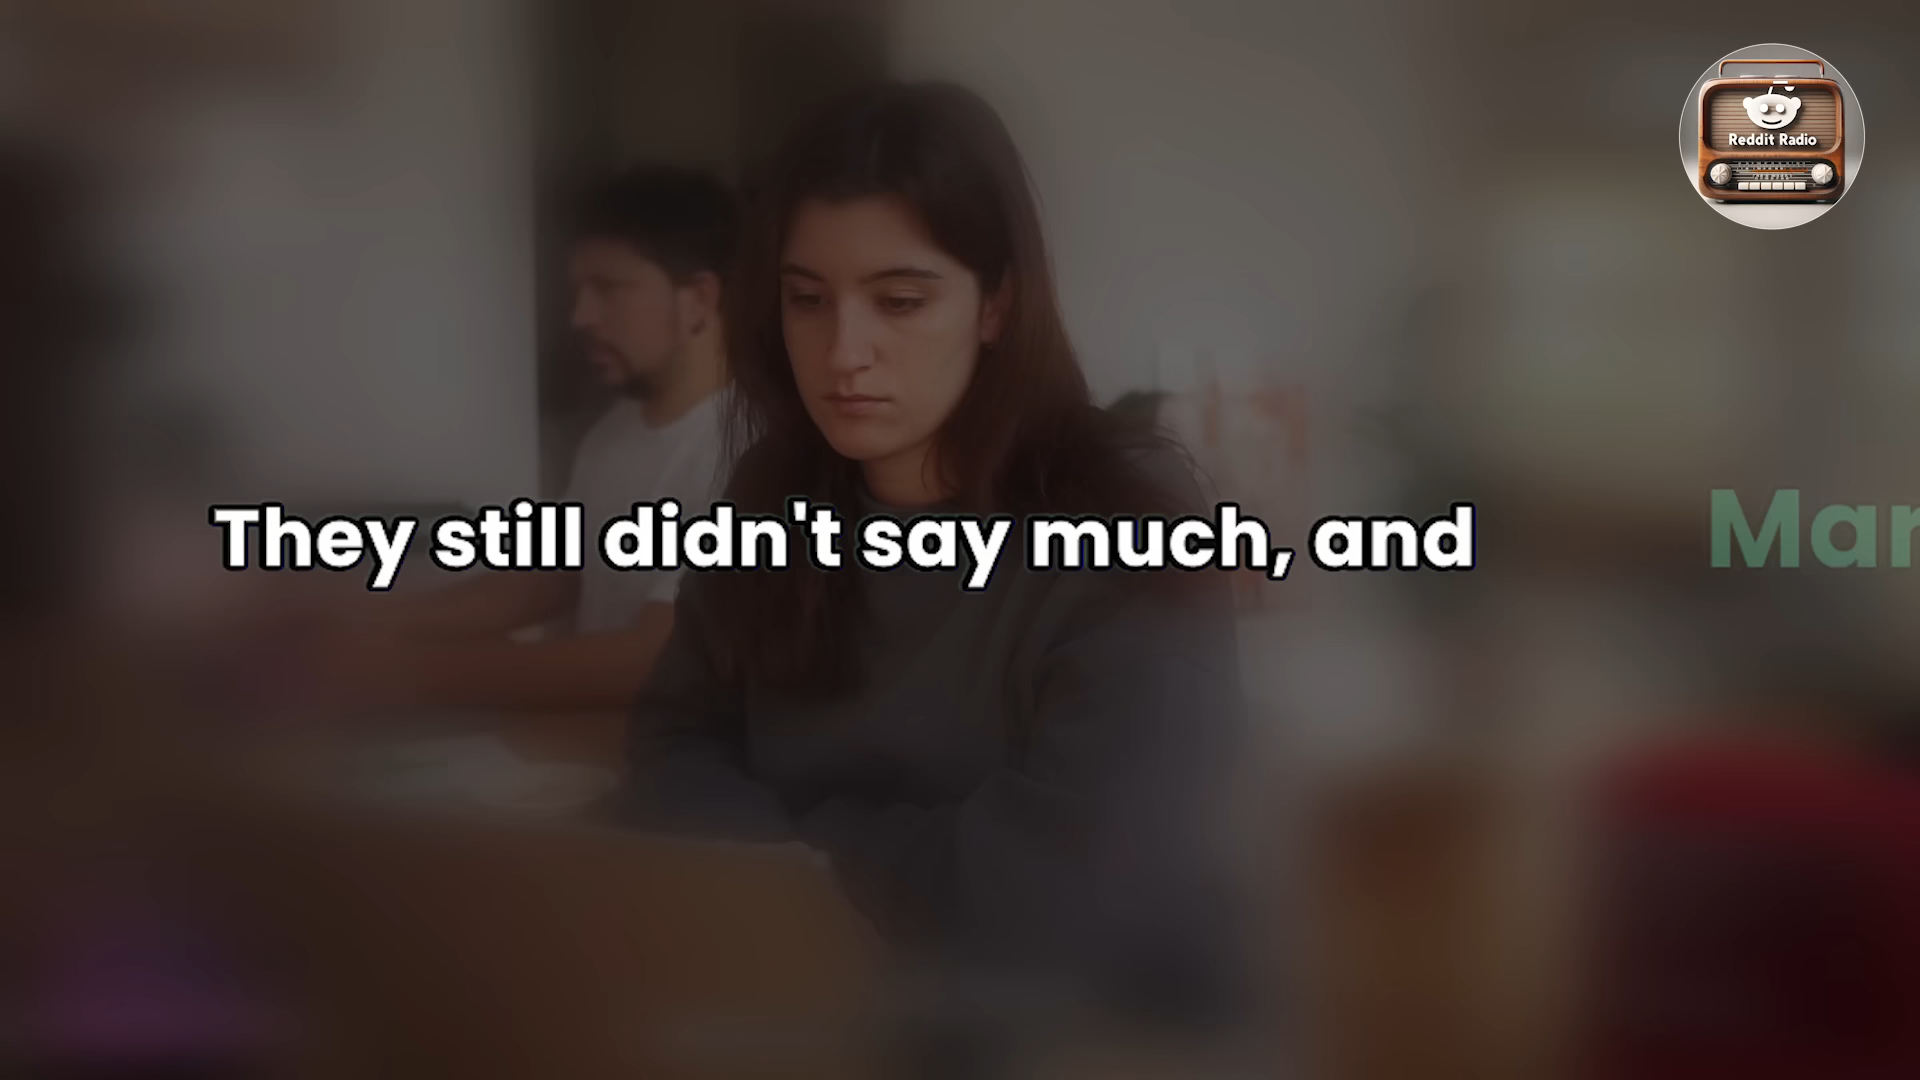 Reddit Radio
They still didn't say much, and